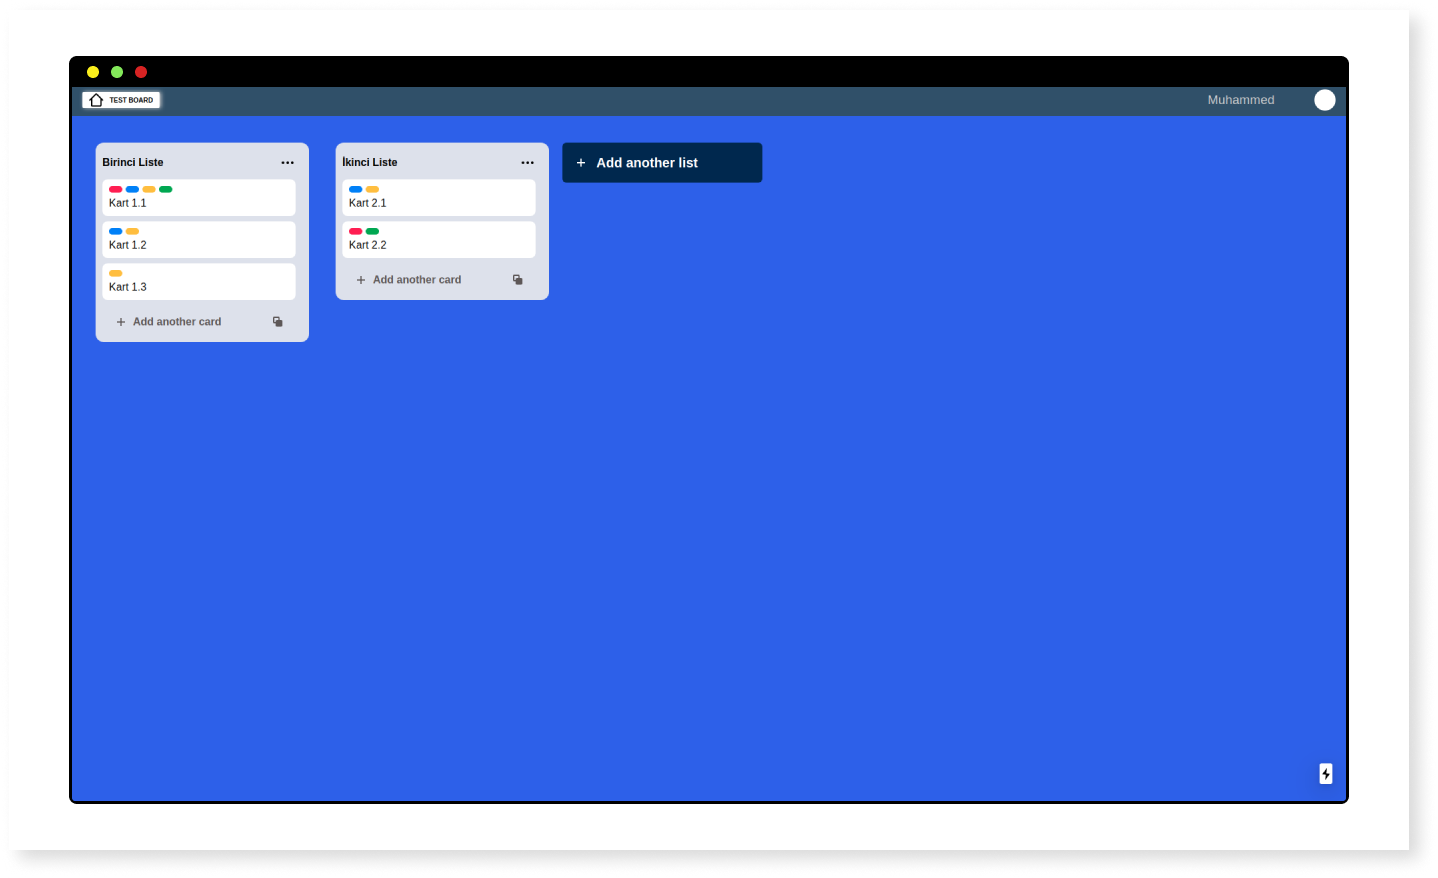 TEST BOARD
Muhammed
Birinci Liste
Kart 1.1
Kart 1.2
Kart 1.3
Add another card
İkinci Liste
Kart 2.1
Kart 2.2
Add another card
Add another list